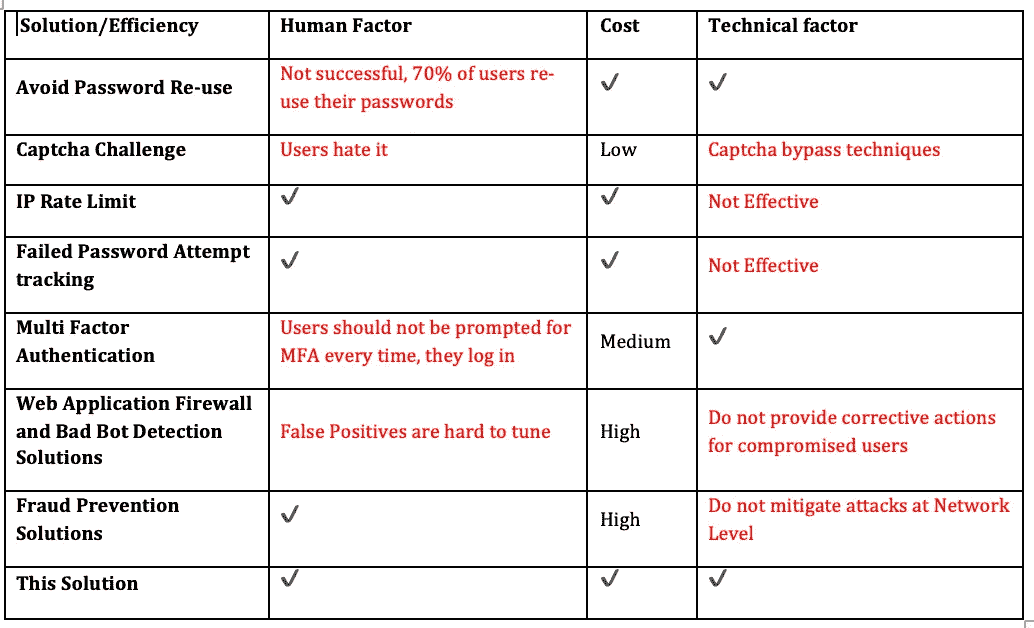 Solution/Efficiency Human Factor Cost Technical factor
Avoid Password Re-use Not successful, 70% of users re-
use their passwords ✓ ✓
Captcha Challenge Users hate it Low Captcha bypass techniques
IP Rate Limit ✓ ✓ Not Effective
Failed Password Attempt
tracking ✓ ✓ Not Effective
Multi Factor
Authentication Users should not be prompted for
MFA every time, they log in Medium ✓
Web Application Firewall
and Bad Bot Detection
Solutions False Positives are hard to tune High Do not provide corrective actions
for compromised users
Fraud Prevention
Solutions ✓ High Do not mitigate attacks at Network
Level
This Solution ✓ ✓ ✓